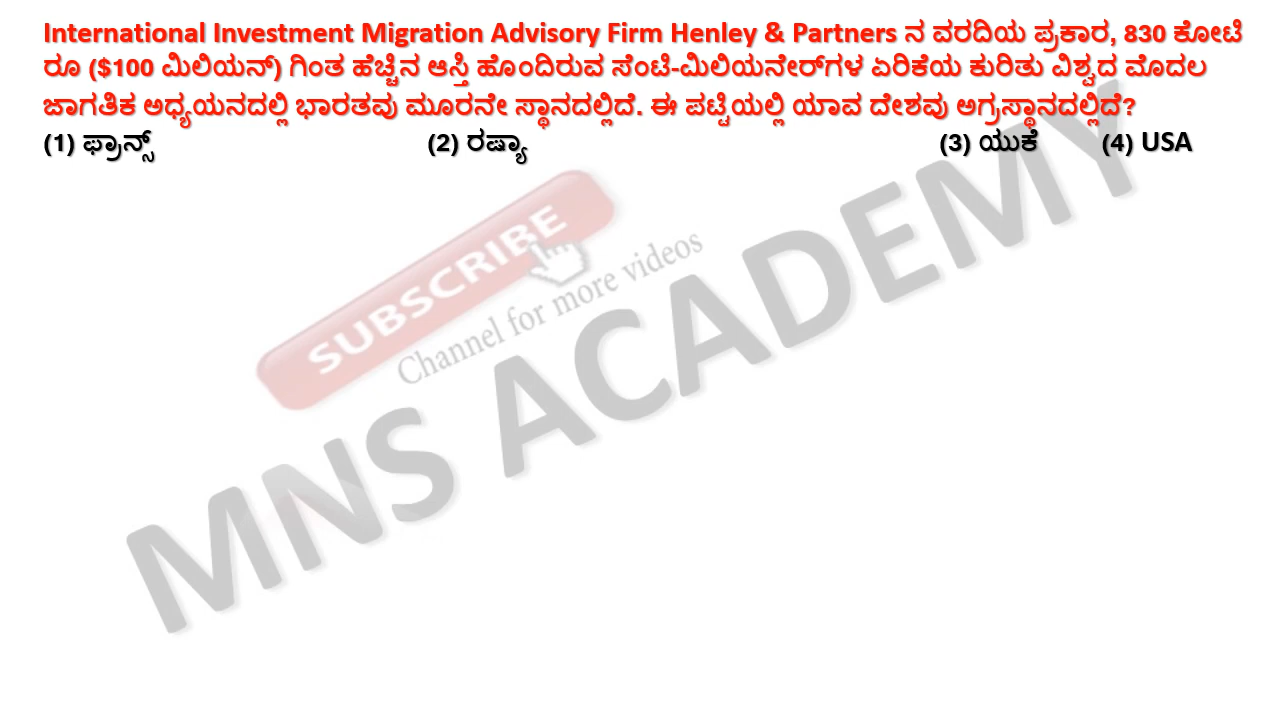 International Investment Migration Advisory Firm Henley & Partners ನ ವರದಿಯ ಪ್ರಕಾರ, 830 ಕೋಟಿ
ರೂ ($100 ಮಿಲಿಯನ್) ಗಿಂತ ಹೆಚ್ಚಿನ ಆಸ್ತಿ ಹೊಂದಿರುವ ಸೆಂಟಿ-ಮಿಲಿಯನೇರ್‌ಗಳ ಏರಿಕೆಯ ಕುರಿತು ವಿಶ್ವದ ಮೊದಲ
ಜಾಗತಿಕ ಅಧ್ಯಯನದಲ್ಲಿ ಭಾರತವು ಮೂರನೇ ಸ್ಥಾನದಲ್ಲಿದೆ. ಈ ಪಟ್ಟಿಯಲ್ಲಿ ಯಾವ ದೇಶವು ಅಗ್ರಸ್ಥಾನದಲ್ಲಿದೆ?
(1) ಫ್ರಾನ್ಸ್ (2) ರಷ್ಯಾ (3) ಯುಕೆ (4) USA
SUBSCRIBE
Channel for more videos
MNS ACADEMY